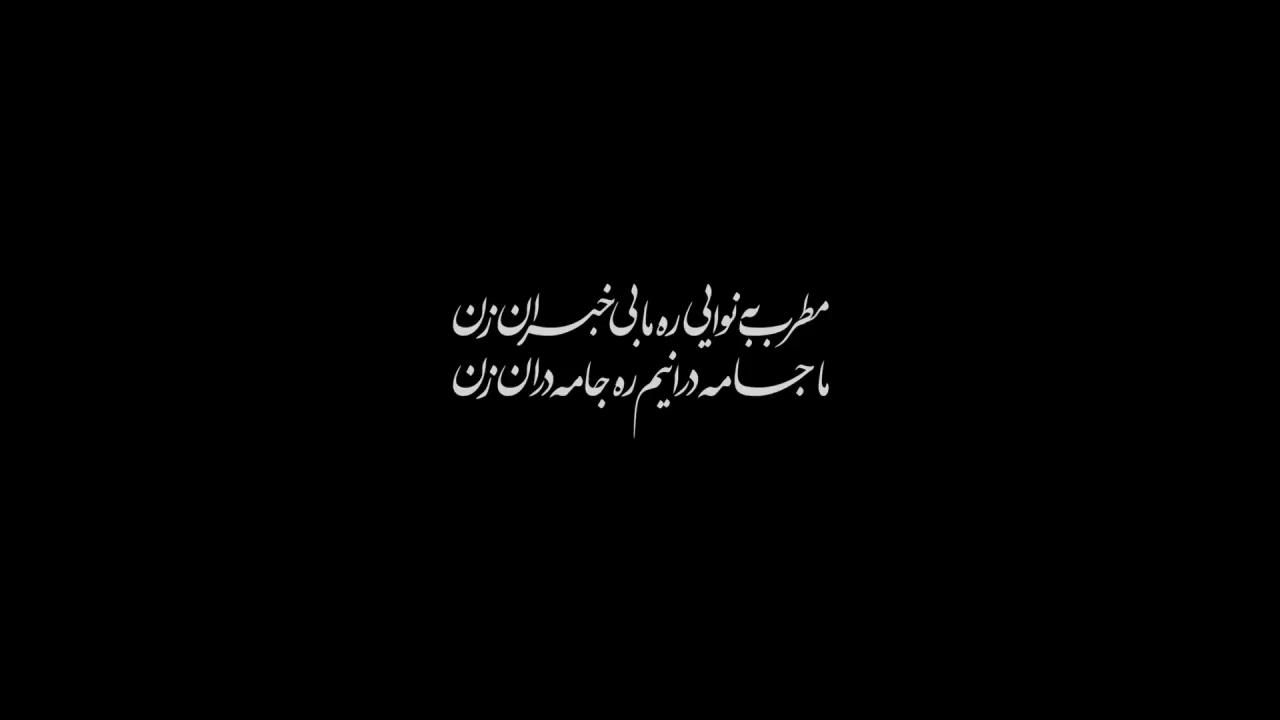 مطرب به نوایی ره ما بی خبران زن
ما جامه درانیم ره جامه دران زن